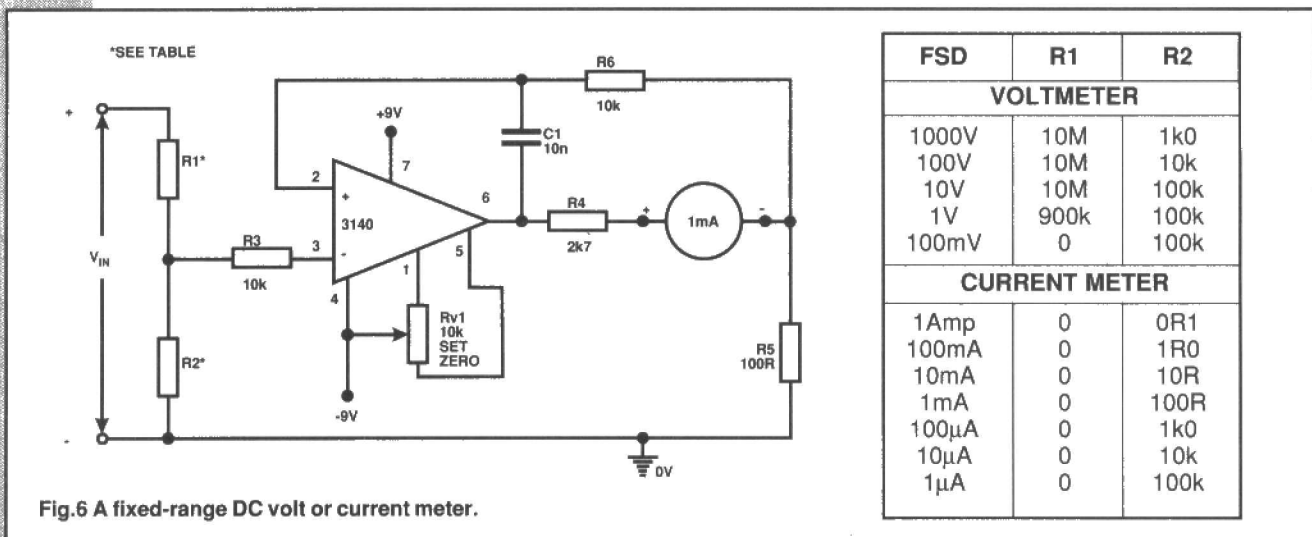 *SEE TABLE
+
R1*
VIN
R2*
-
R3
10k
2
3
+
3140
-
4
+9V
7
6
1
5
-9V
Rv1
10k
SET
ZERO
C1
10n
R6
10k
R4
2k7
+
1mA
-
R5
100R
0V
Fig.6 A fixed-range DC volt or current meter.
FSD R1 R2
VOLTMETER
1000V 10M 1k0
100V 10M 10k
10V 10M 100k
1V 900k 100k
100mV 0 100k
CURRENT METER
1Amp 0 0R1
100mA 0 1R0
10mA 0 10R
1mA 0 100R
100µA 0 1k0
10µA 0 10k
1µA 0 100k